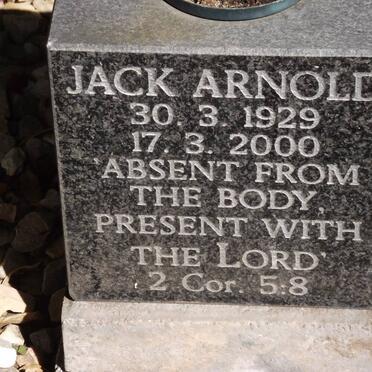 JACK ARNOLD
30. 3. 1929
17. 3. 2000
'ABSENT FROM
THE BODY,
PRESENT WITH
THE LORD'
2 Cor. 5:8